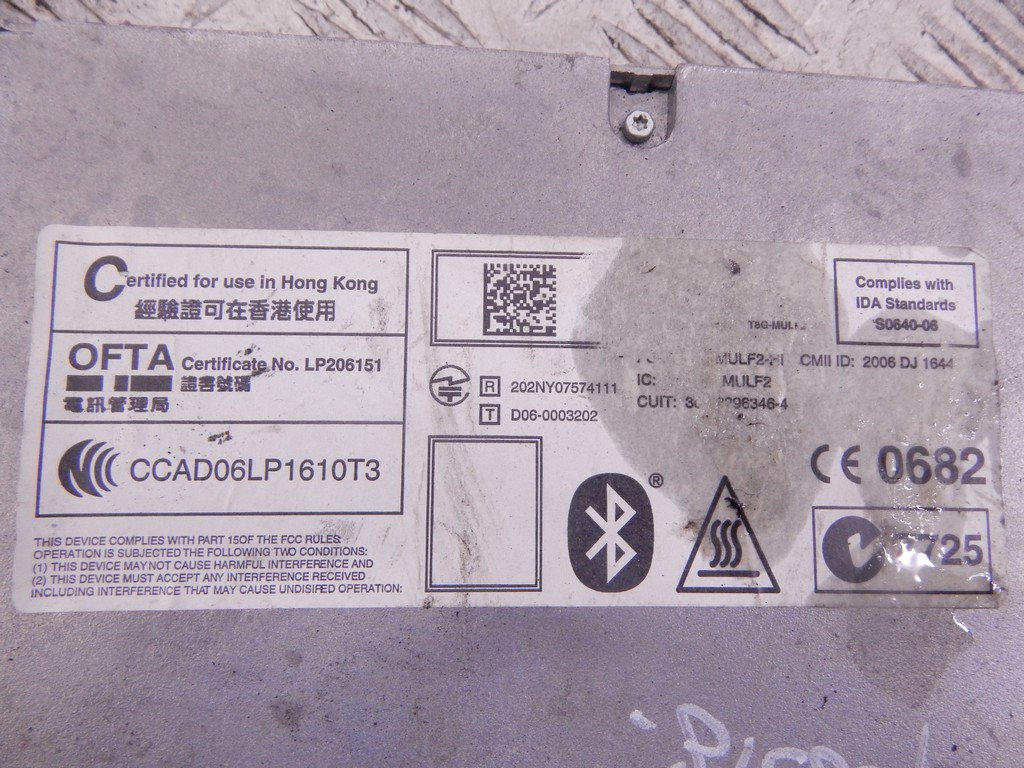 Certified for use in Hong Kong
經驗證可在香港使用
OFTA Certificate No. LP206151
證書號碼
電訊管理局
CCAD06LP1610T3
THIS DEVICE COMPLIES WITH PART 15OF THE FCC RULES
OPERATION IS SUBJECTED THE FOLLOWING TWO CONDITIONS:
(1) THIS DEVICE MAY NOT CAUSE HARMFUL INTERFERENCE AND
(2) THIS DEVICE MUST ACCEPT ANY INTERFERENCE RECEIVED
INCLUDING INTERFERENCE THAT MAY CAUSE UNDISIRED OPERATION:
R 202NY07574111
T D06-0003202
MULF2-HI CMII ID: 2006 DJ 1644
IC: MULF2
CUIT:
Complies with
IDA Standards
S0640-06
®
CE 0682